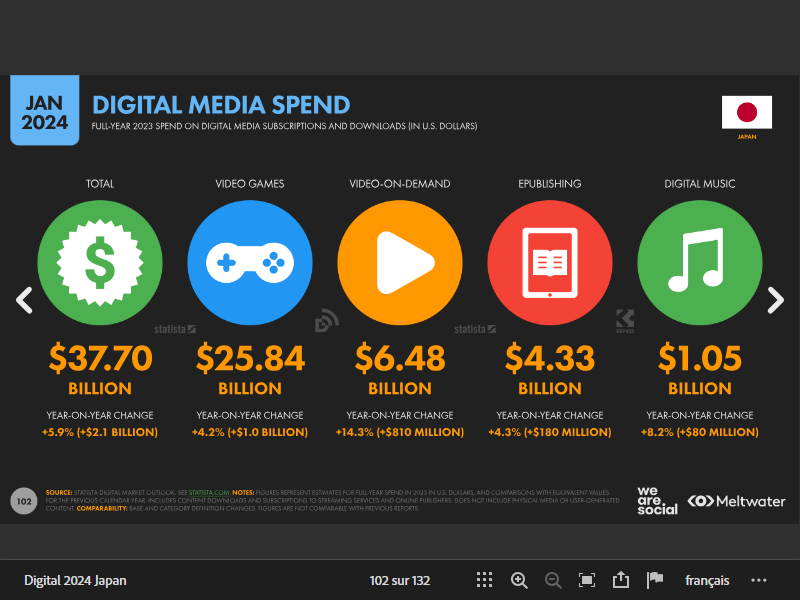 JAN
2024
DIGITAL MEDIA SPEND
FULL-YEAR 2023 SPEND ON DIGITAL MEDIA SUBSCRIPTIONS AND DOWNLOADS (IN U.S. DOLLARS)
JAPAN
TOTAL
VIDEO GAMES
VIDEO-ON-DEMAND
EPUBLISHING
DIGITAL MUSIC
statista
statista
KEPIOS
$37.70
BILLION
YEAR-ON-YEAR CHANGE
+5.9% (+$2.1 BILLION)
$25.84
BILLION
YEAR-ON-YEAR CHANGE
+4.2% (+$1.0 BILLION)
$6.48
BILLION
YEAR-ON-YEAR CHANGE
+14.3% (+$810 MILLION)
$4.33
BILLION
YEAR-ON-YEAR CHANGE
+4.3% (+$180 MILLION)
$1.05
BILLION
YEAR-ON-YEAR CHANGE
+8.2% (+$80 MILLION)
102
SOURCE: STATISTA DIGITAL MARKET OUTLOOK. SEE STATISTA.COM. NOTES: FIGURES REPRESENT ESTIMATES FOR FULL-YEAR SPEND IN 2023 IN U.S. DOLLARS, AND COMPARISONS WITH EQUIVALENT VALUES
FOR THE PREVIOUS CALENDAR YEAR. INCLUDES CONTENT DOWNLOADS AND SUBSCRIPTIONS TO STREAMING SERVICES AND ONLINE PUBLISHERS. DOES NOT INCLUDE PHYSICAL MEDIA OR USER-GENERATED
CONTENT. COMPARABILITY: BASE AND CATEGORY DEFINITION CHANGES. FIGURES ARE NOT COMPARABLE WITH PREVIOUS REPORTS.
we
are.
social
Meltwater
Digital 2024 Japan
102 sur 132
français